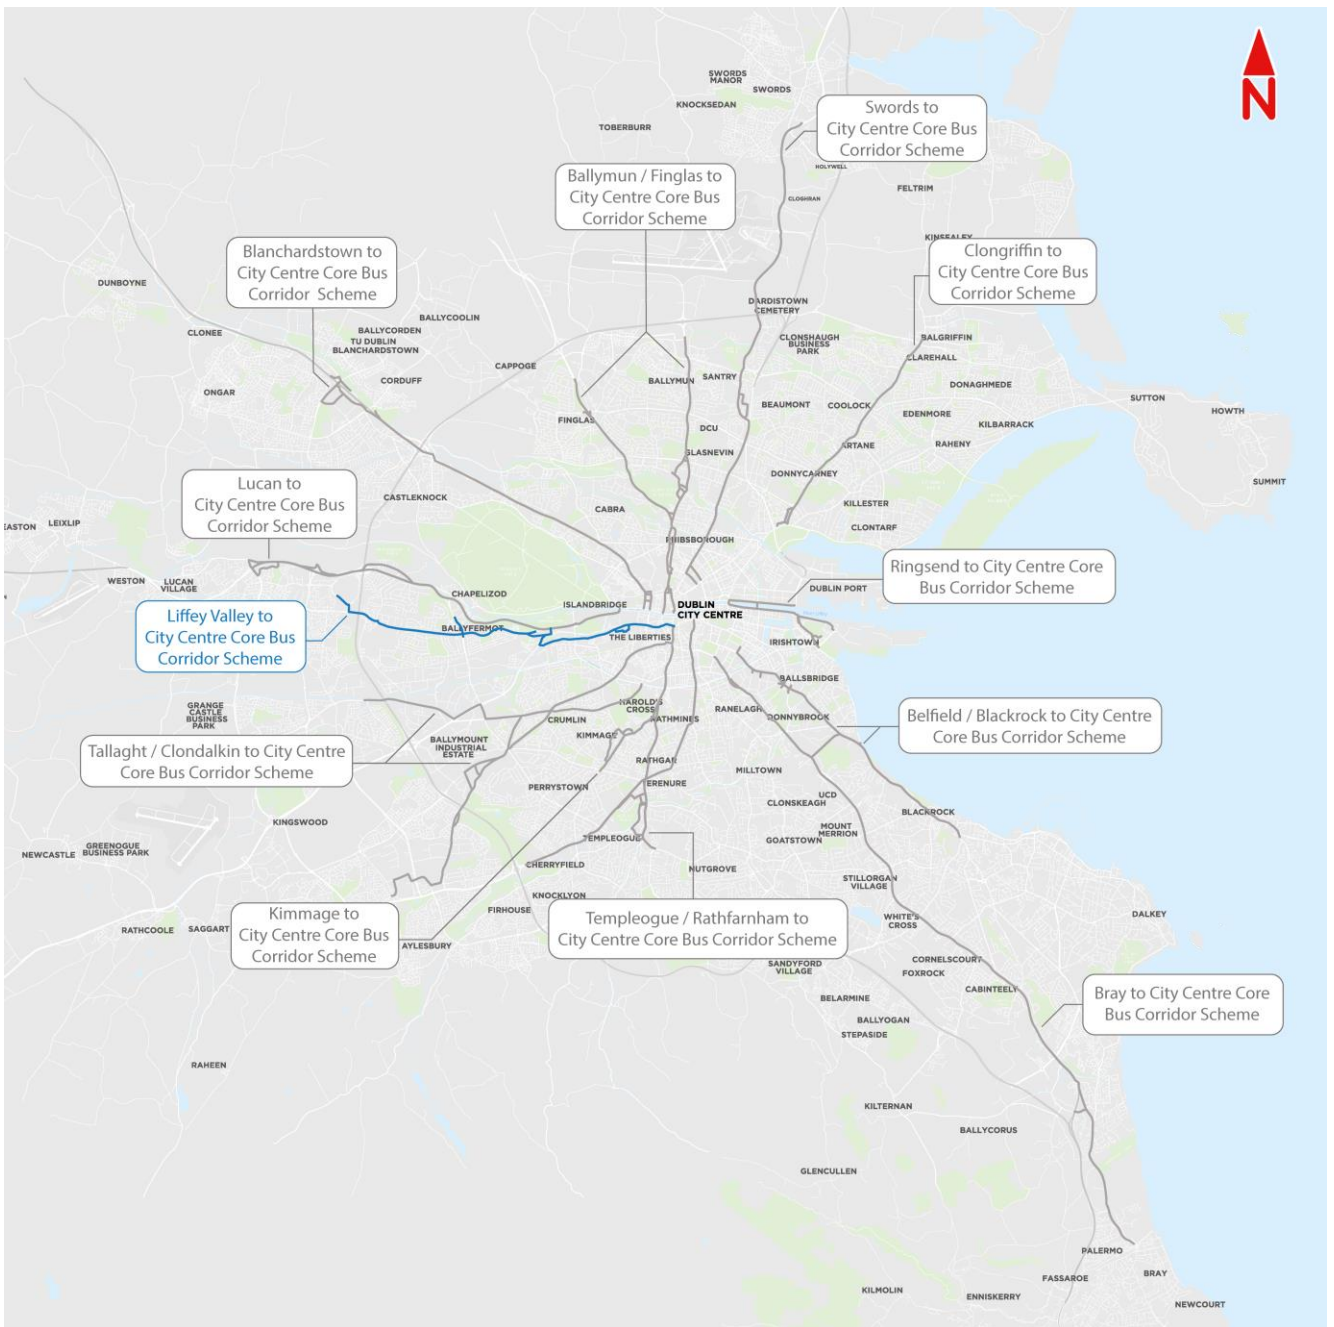 N
SWORDS
MANOR
SWORDS
KNOCKSEDAN
TOBERBURR
Swords to
City Centre Core Bus
Corridor Scheme
HOLYWELL
FELTRIM
CLOGHRAN
Ballymun / Finglas to
City Centre Core Bus
Corridor Scheme
KINSEALEY
Clongriffin to
City Centre Core Bus
Corridor Scheme
Blanchardstown to
City Centre Core Bus
Corridor Scheme
DUNBOYNE
DARDISTOWN
CEMETERY
BALLYCOOLIN
CLONEE
BALLYCORDEN
TU DUBLIN
BLANCHARDSTOWN
CLONSHAUGH
BUSINESS
PARK
BALGRIFFIN
CLAREHALL
CAPPOGE
CORDUFF
BALLYMUN
SANTRY
DONAGHMEDE
ONGAR
SUTTON
HOWTH
BEAUMONT
COOLOCK
EDENMORE
KILBARRACK
FINGLAS
DCU
ARTANE
RAHENY
GLASNEVIN
DONNYCARNEY
SUMMIT
Lucan to
City Centre Core Bus
Corridor Scheme
CASTLEKNOCK
CABRA
KILLESTER
CLONTARF
EASTON
LEIXLIP
PHIBSBOROUGH
Ringsend to City Centre Core
Bus Corridor Scheme
WESTON
LUCAN
VILLAGE
DUBLIN PORT
CHAPELIZOD
ISLANDBRIDGE
DUBLIN
CITY CENTRE
Liffey Valley to
City Centre Core Bus
Corridor Scheme
BALLYFERMOT
THE LIBERTIES
IRISHTOWN
BALLSBRIDGE
GRANGE
CASTLE
BUSINESS
PARK
HAROLD'S
CROSS
RANELAGH
DONNYBROOK
CRUMLIN
RATHMINES
Belfield / Blackrock to City Centre
Core Bus Corridor Scheme
KIMMAGE
BALLYMOUNT
INDUSTRIAL
ESTATE
Tallaght / Clondalkin to City Centre
Core Bus Corridor Scheme
RATHGAR
MILLTOWN
PERRYSTOWN
TERENURE
UCD
CLONSKEAGH
BLACKROCK
KINGSWOOD
MOUNT
MERRION
TEMPLEOGUE
GOATSTOWN
GREENOGUE
BUSINESS PARK
NEWCASTLE
CHERRYFIELD
NUTGROVE
STILLORGAN
VILLAGE
KNOCKLYON
FIRHOUSE
Kimmage to
City Centre Core Bus
Corridor Scheme
Templeogue / Rathfarnham to
City Centre Core Bus Corridor Scheme
WHITE'S
CROSS
DALKEY
RATHCOOLE
SAGGART
AYLESBURY
SANDYFORD
VILLAGE
CORNELSCOURT
FOXROCK
CABINTEELY
Bray to City Centre Core
Bus Corridor Scheme
BELARMINE
BALLYOGAN
STEPASIDE
RAHEEN
KILTERNAN
BALLYCORUS
GLENCULLEN
PALERMO
FASSAROE
BRAY
KILMOLIN
ENNISKERRY
NEWCOURT